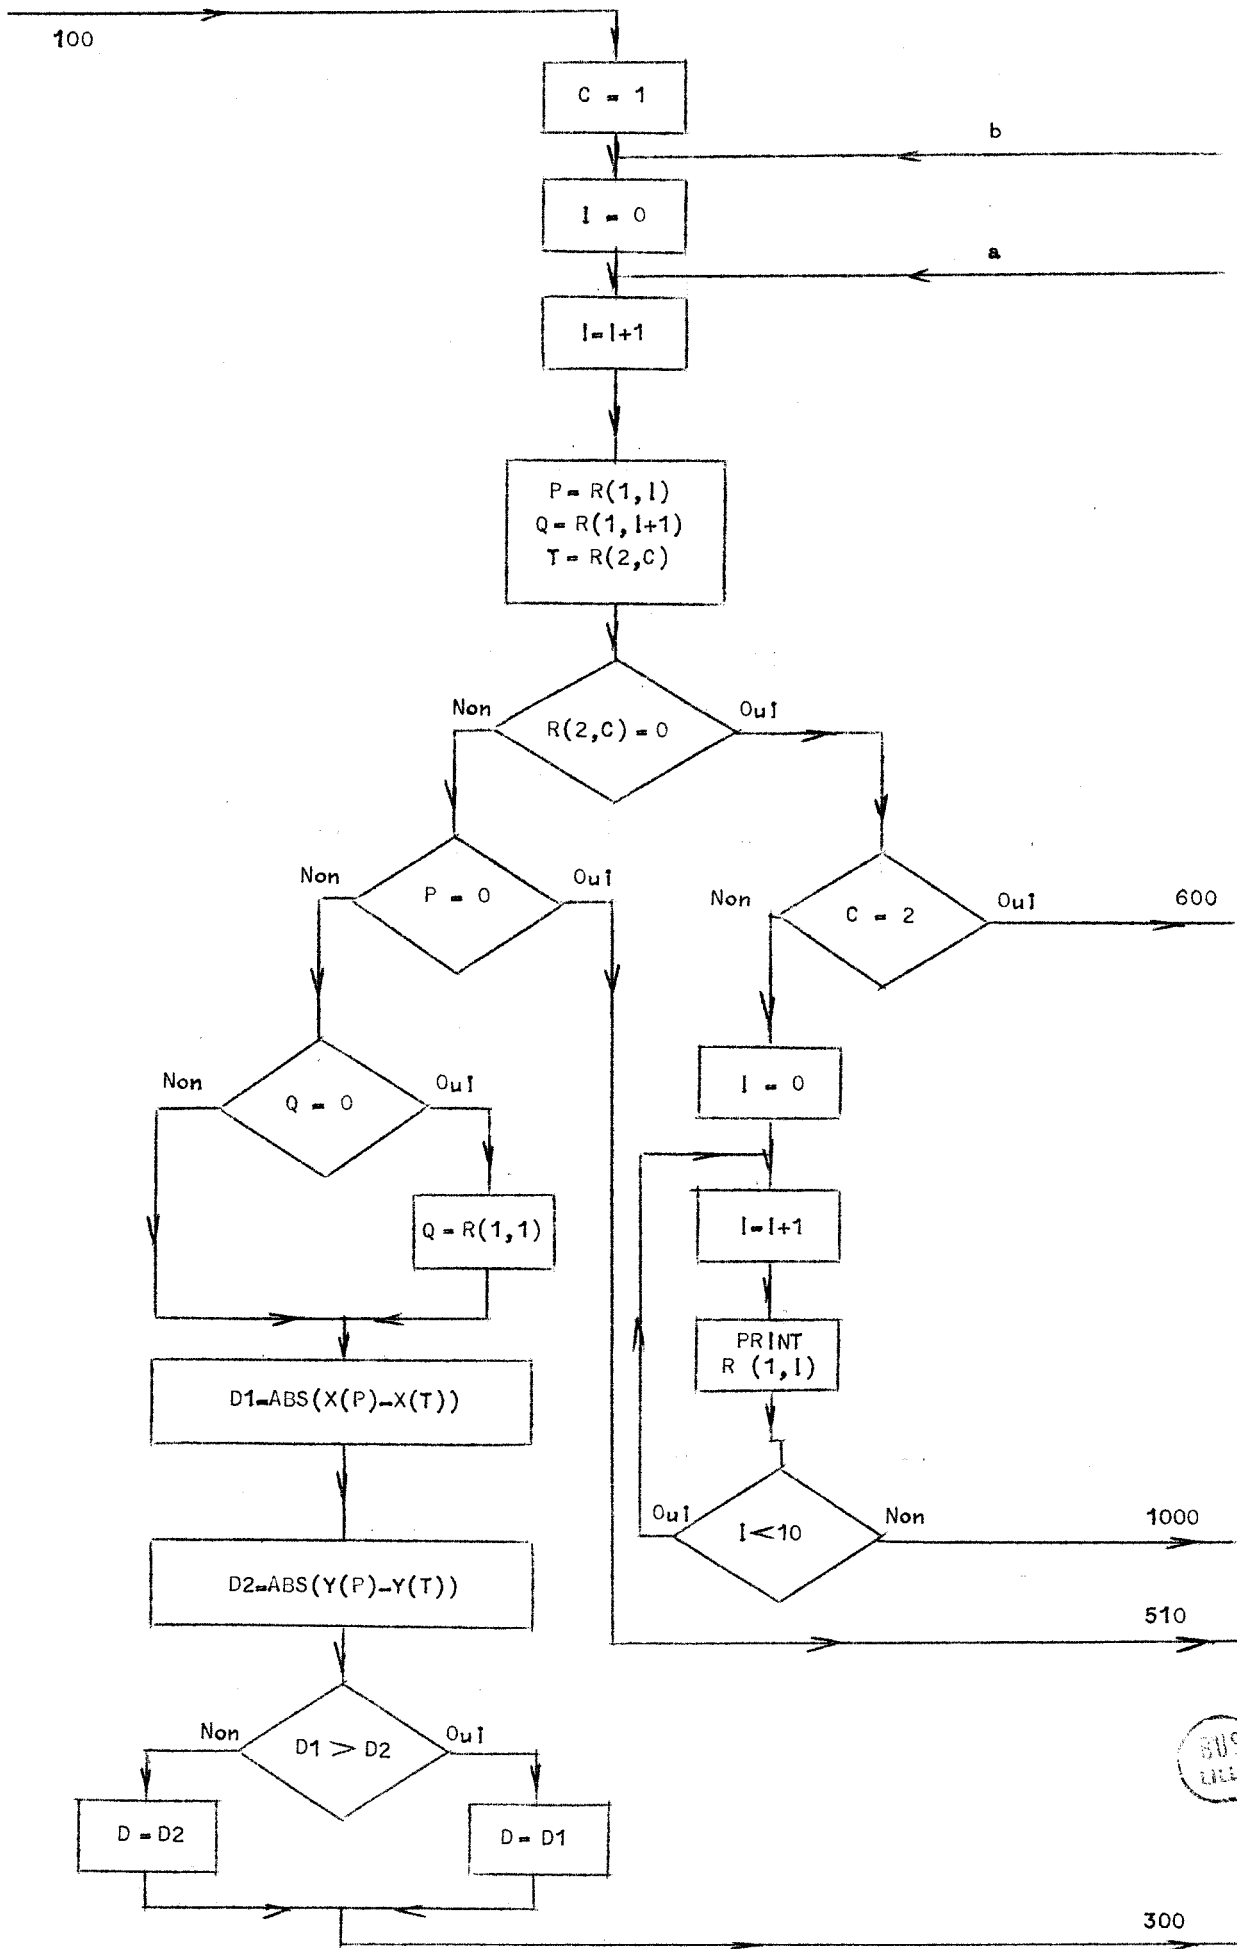 100
C = 1
b
I = 0
a
I=I+1
P = R(1,I)
Q = R(1,I+1)
T = R(2,C)
Non
R(2,C) = 0
Oui
Non
P = 0
Oui
Non
C = 2
Oui
600
Non
Q = 0
Oui
I = 0
Q = R(1,1)
I=I+1
PRINT
R (1,I)
D1=ABS(X(P)-X(T))
Oui
I<10
Non
1000
D2=ABS(Y(P)-Y(T))
510
Non
D1 > D2
Oui
BUS
LILL
D = D2
D = D1
300